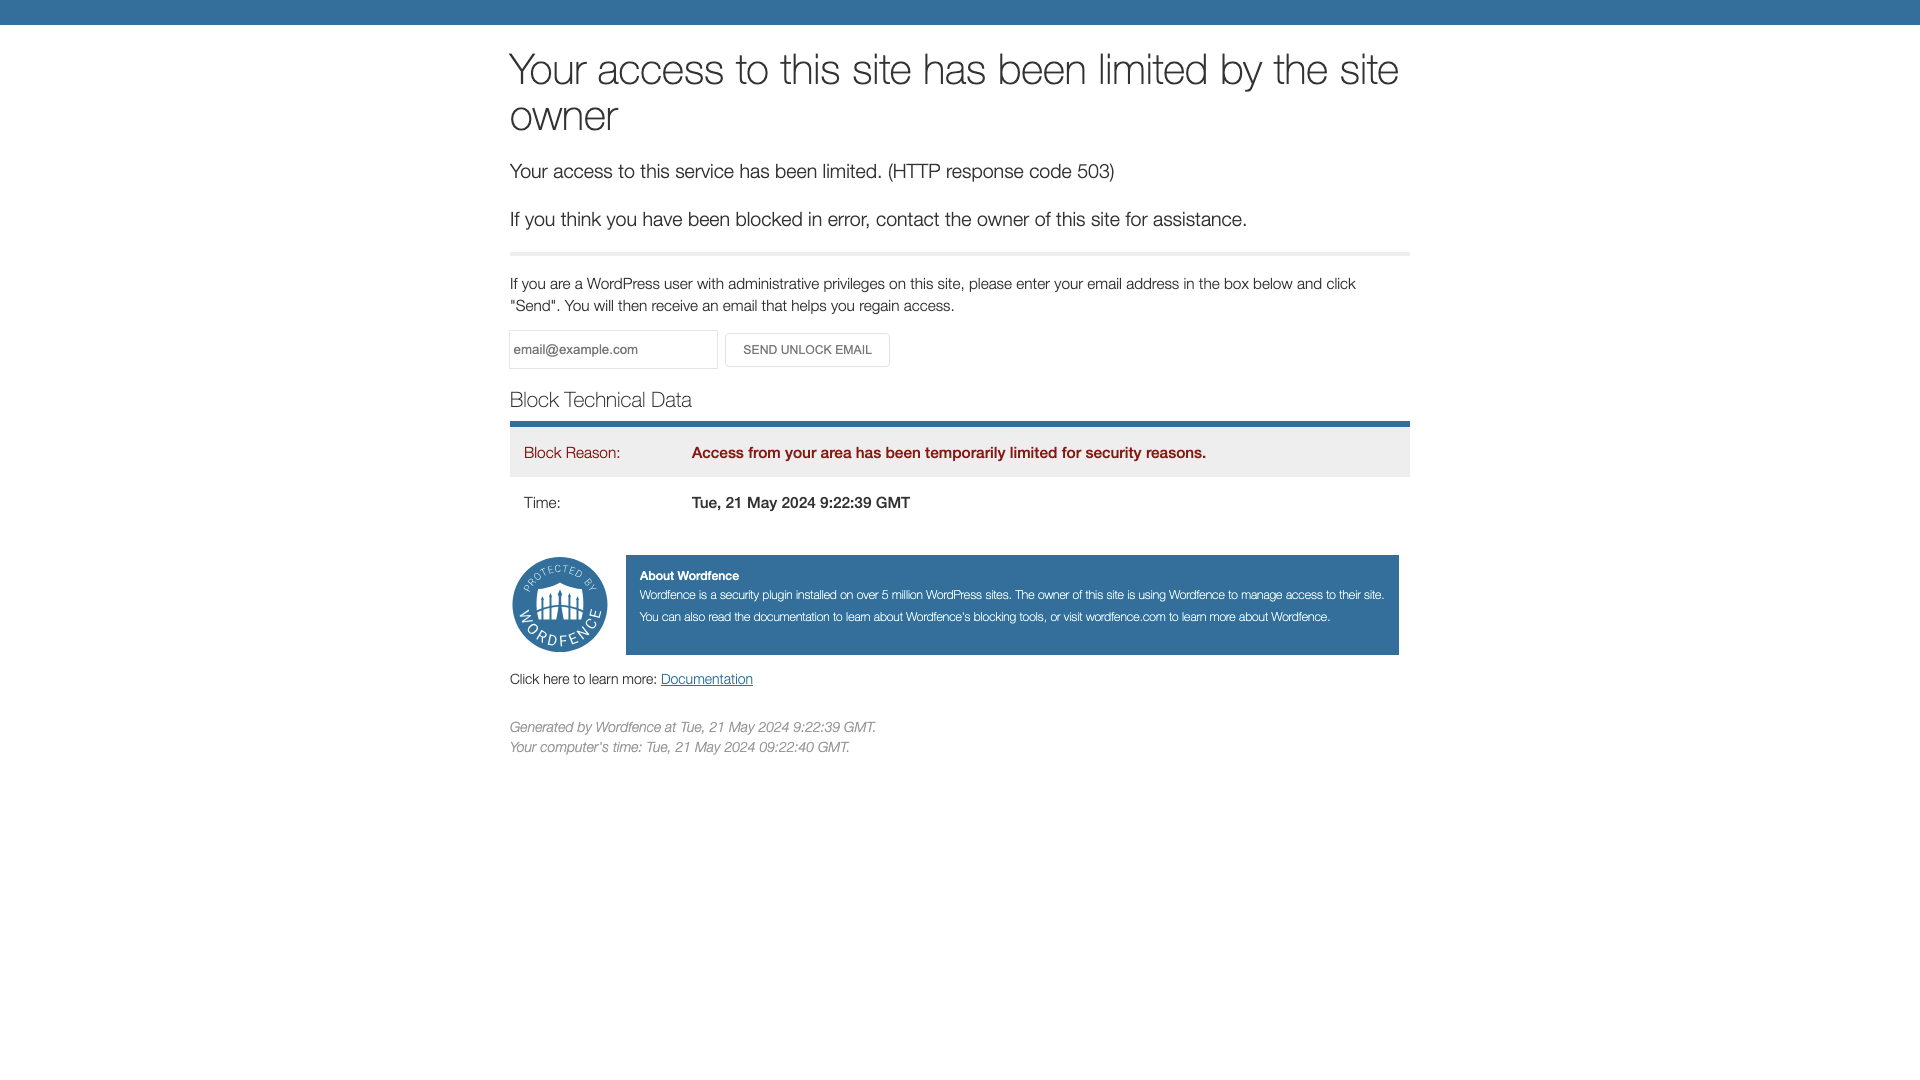 Your access to this site has been limited by the site
owner
Your access to this service has been limited. (HTTP response code 503)
If you think you have been blocked in error, contact the owner of this site for assistance.
If you are a WordPress user with administrative privileges on this site, please enter your email address in the box below and click
"Send". You will then receive an email that helps you regain access.
email@example.com
SEND UNLOCK EMAIL
Block Technical Data
Block Reason: Access from your area has been temporarily limited for security reasons.
Time: Tue, 21 May 2024 9:22:39 GMT
PROTECTED BY
WORDFENCE
About Wordfence
Wordfence is a security plugin installed on over 5 million WordPress sites. The owner of this site is using Wordfence to manage access to their site.
You can also read the documentation to learn about Wordfence's blocking tools, or visit wordfence.com to learn more about Wordfence.
Click here to learn more: Documentation
Generated by Wordfence at Tue, 21 May 2024 9:22:39 GMT.
Your computer's time: Tue, 21 May 2024 09:22:40 GMT.